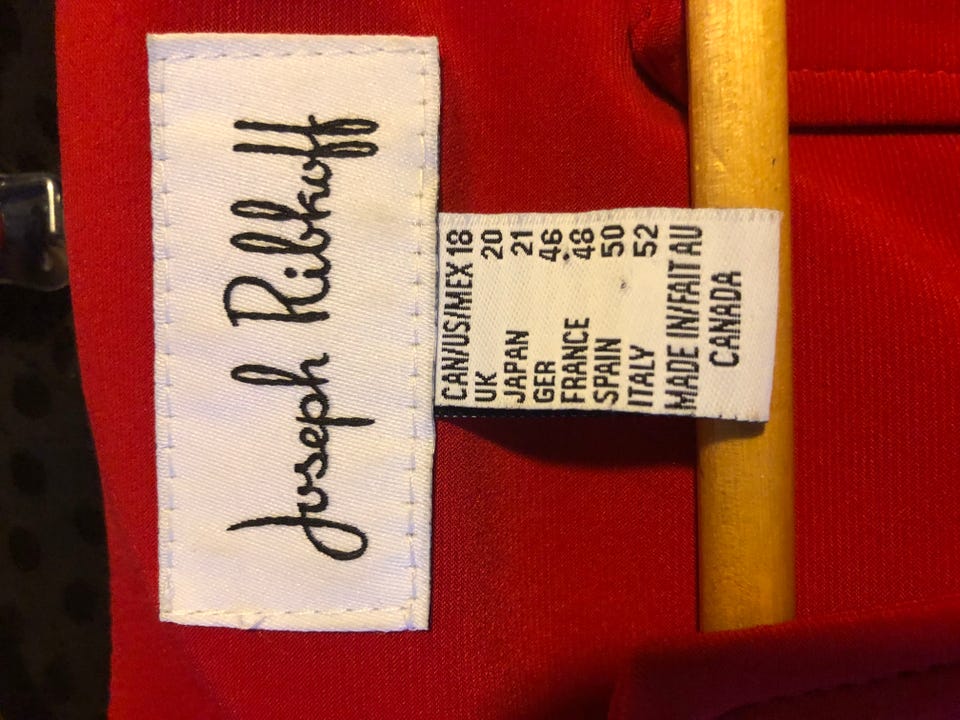 Joseph Ribkoff
CAN/US/MEX 18
UK 20
JAPAN 21
GER 46
FRANCE 48
SPAIN 50
ITALY 52
MADE IN/FAIT AU
CANADA